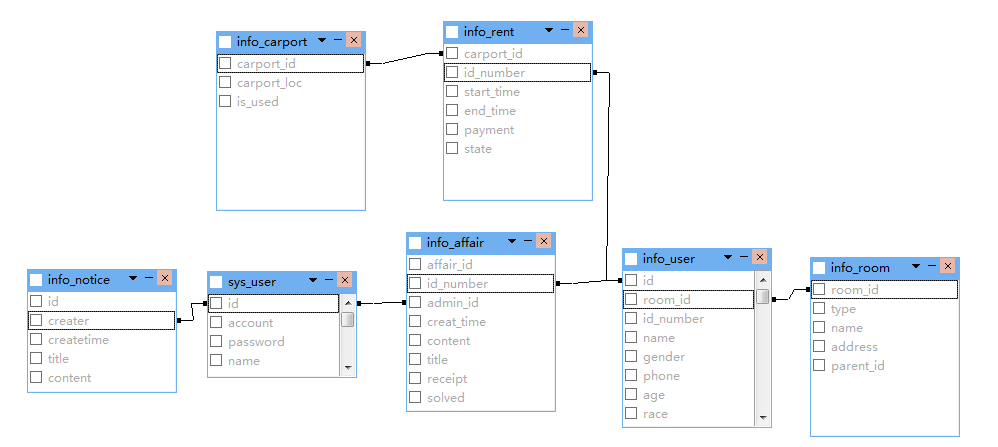 info_carport
carport_id
carport_loc
is_used
info_rent
carport_id
id_number
start_time
end_time
payment
state
info_notice
id
creater
createtime
title
content
sys_user
id
account
password
name
info_affair
affair_id
id_number
admin_id
creat_time
content
title
receipt
solved
info_user
id
room_id
id_number
name
gender
phone
age
race
info_room
room_id
type
name
address
parent_id